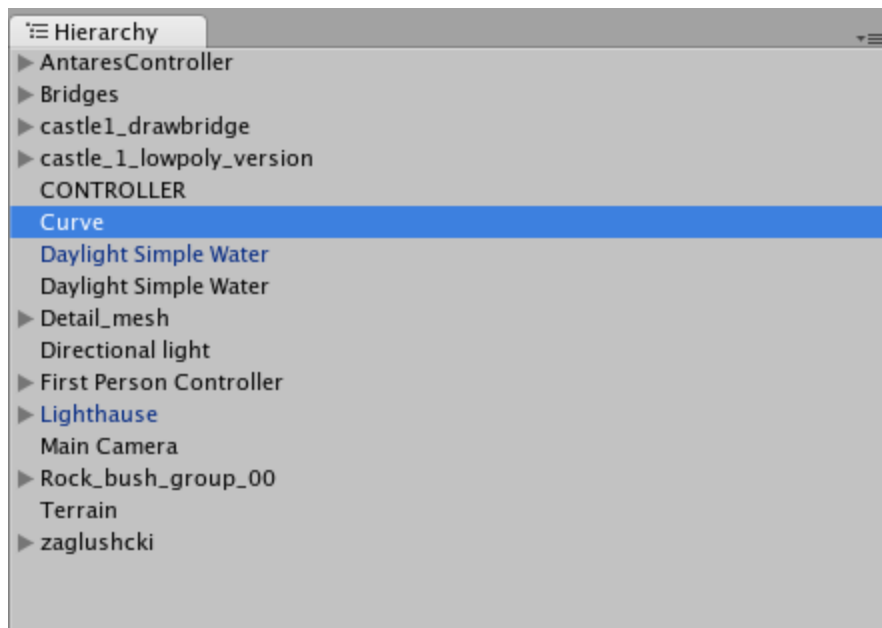 Hierarchy
AntaresController
Bridges
castle1_drawbridge
castle_1_lowpoly_version
CONTROLLER
Curve
Daylight Simple Water
Daylight Simple Water
Detail_mesh
Directional light
First Person Controller
Lighthause
Main Camera
Rock_bush_group_00
Terrain
zaglushcki